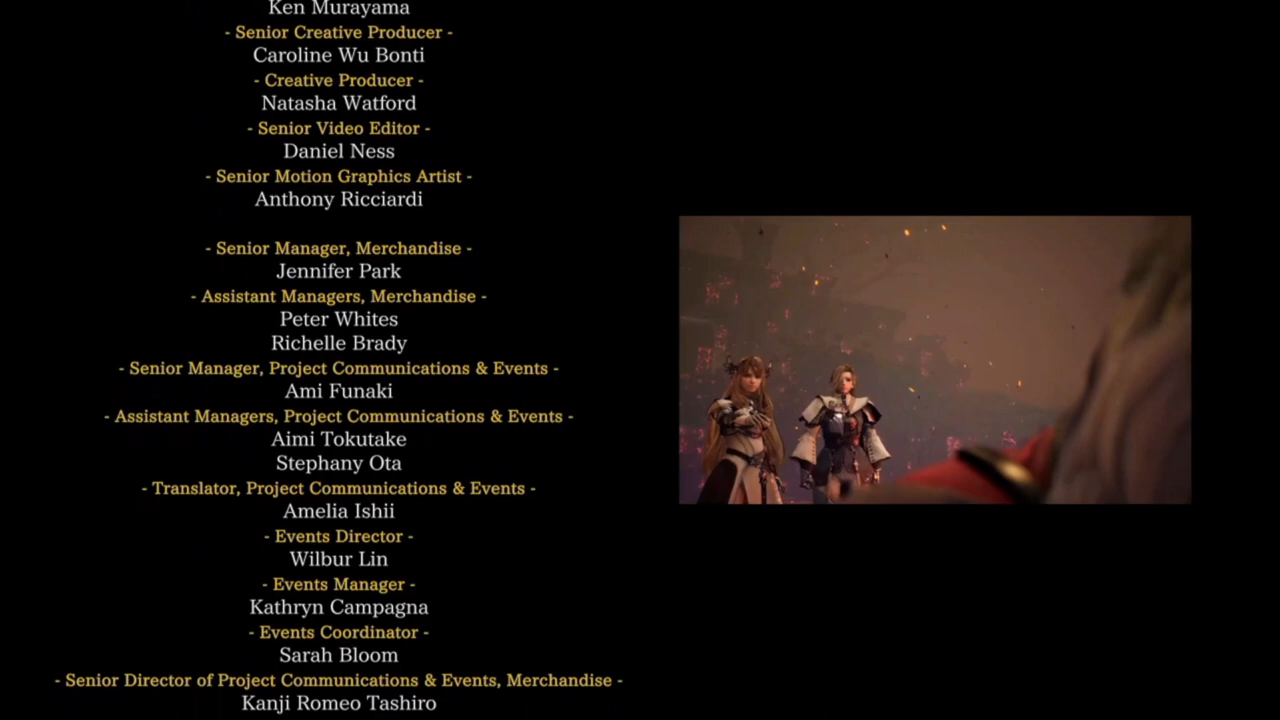 Ken Murayama
- Senior Creative Producer -
Caroline Wu Bonti
- Creative Producer -
Natasha Watford
- Senior Video Editor -
Daniel Ness
- Senior Motion Graphics Artist -
Anthony Ricciardi
- Senior Manager, Merchandise -
Jennifer Park
- Assistant Managers, Merchandise -
Peter Whites
Richelle Brady
- Senior Manager, Project Communications & Events -
Ami Funaki
- Assistant Managers, Project Communications & Events -
Aimi Tokutake
Stephany Ota
- Translator, Project Communications & Events -
Amelia Ishii
- Events Director -
Wilbur Lin
- Events Manager -
Kathryn Campagna
- Events Coordinator -
Sarah Bloom
- Senior Director of Project Communications & Events, Merchandise -
Kanji Romeo Tashiro